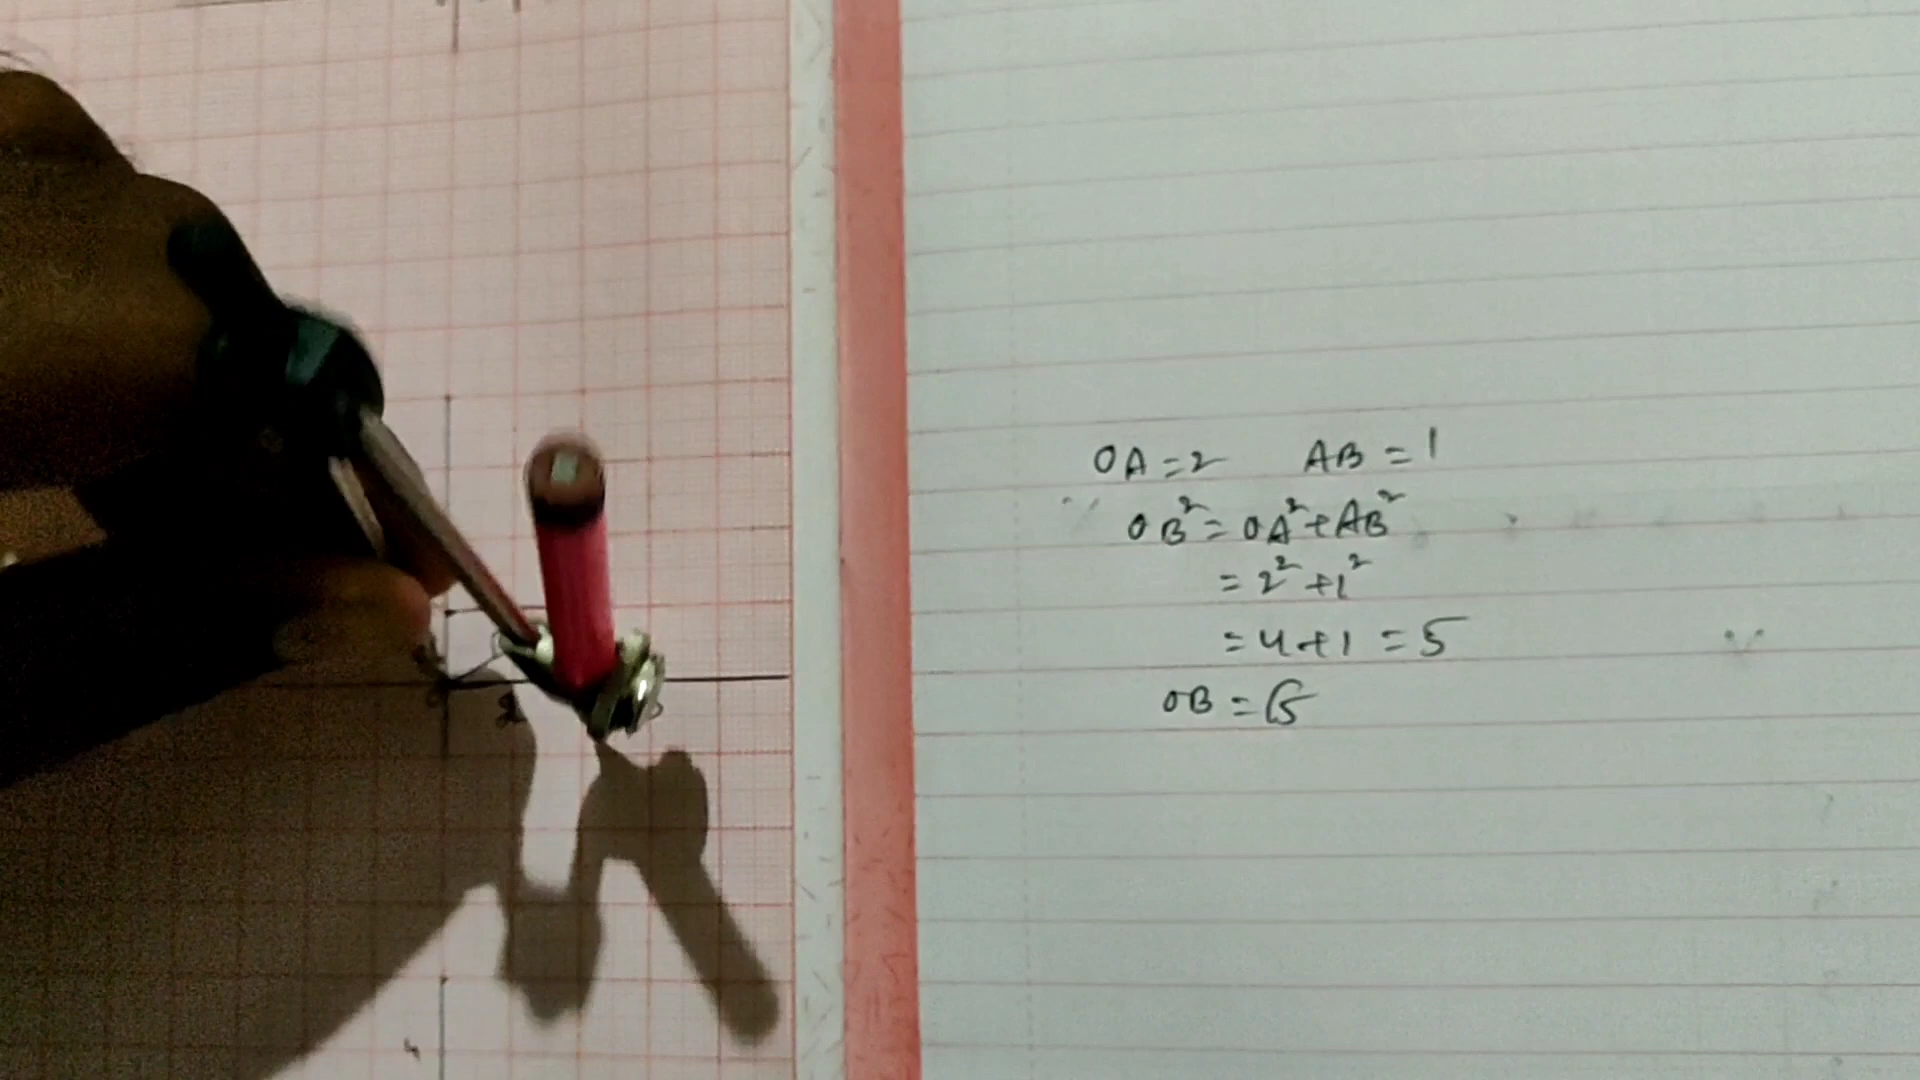 OA = 2 AB = 1
OB² = OA² + AB²
= 2² + 1²
= 4 + 1 = 5
OB = √5